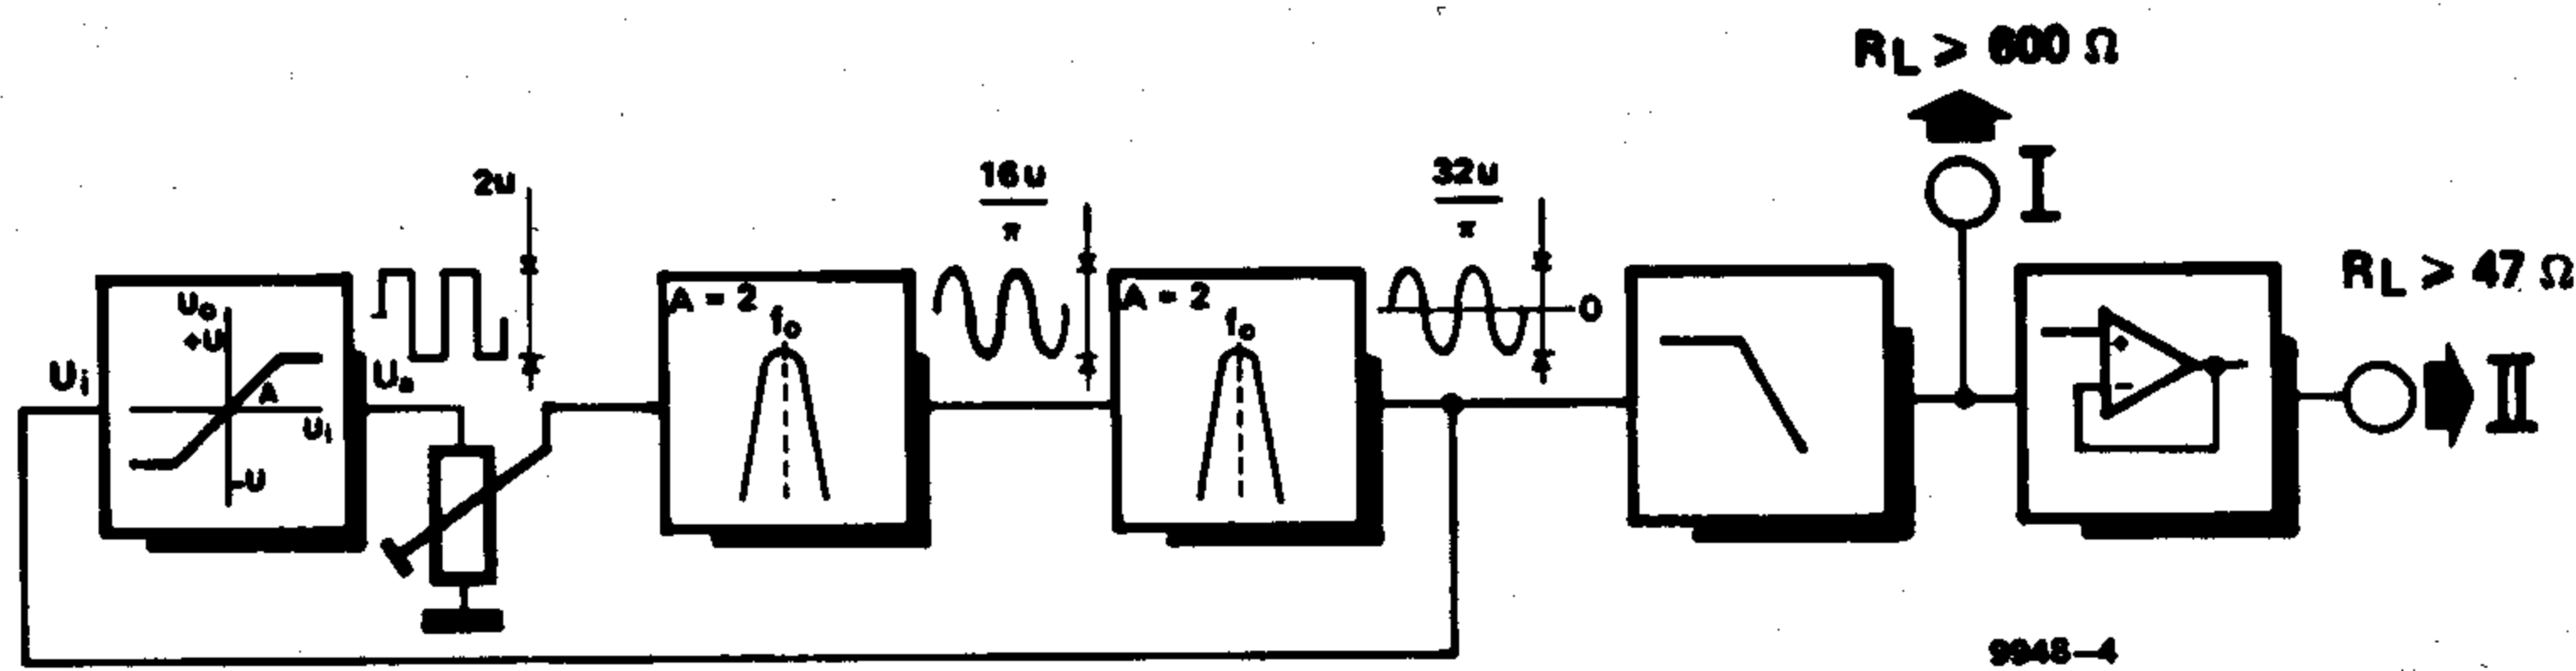 Ui
Uo
+U
A
Ui
-U
Ua
2u
A = 2
fo
16u
π
A = 2
fo
32u
π
0
RL > 600 Ω
I
+
-
RL > 47 Ω
II
9948-4